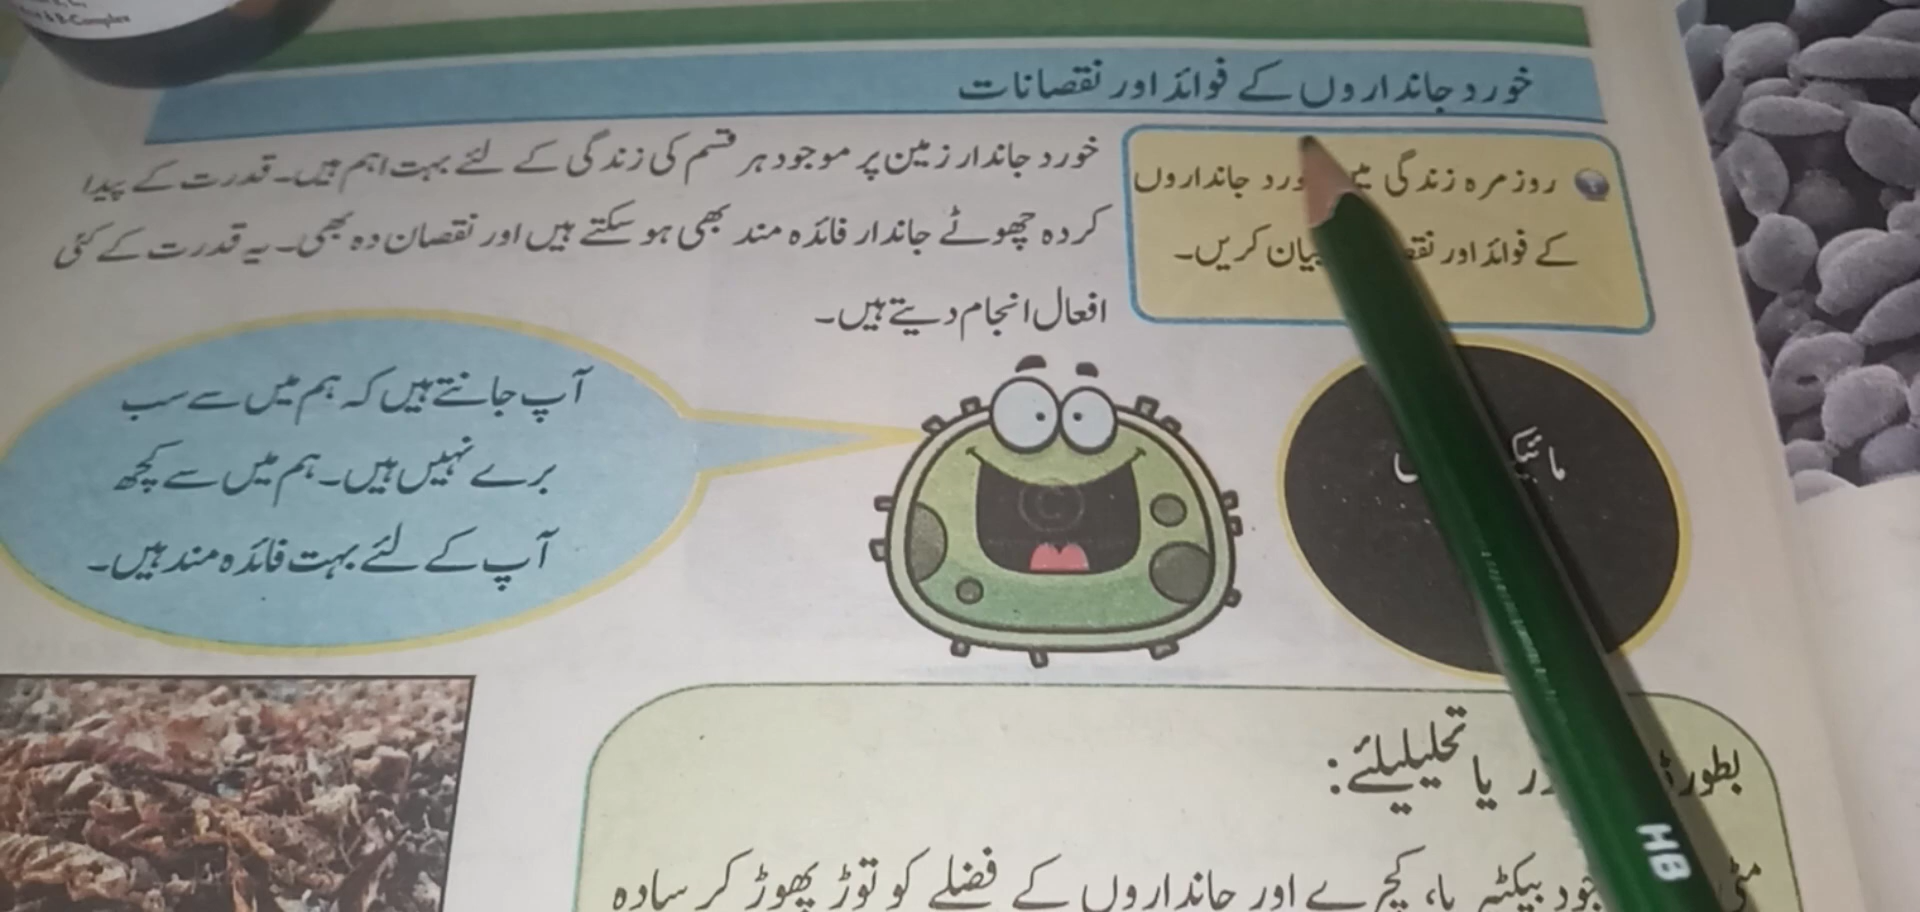 & B-Complex
خورد جانداروں کے فوائد اور نقصانات
روزمرہ زندگی جانداروں
کے فوائد اور بیان کریں۔
خورد جاندار زمین پر موجود ہر قسم کی زندگی کے لئے بہت اہم ہیں۔ قدرت کے پیدا
کردہ چھوٹے جاندار فائدہ مند بھی ہو سکتے ہیں اور نقصان دہ بھی۔ یہ قدرت کے کئی
افعال انجام دیتے ہیں۔
آپ جانتے ہیں کہ ہم میں سے سب
برے نہیں ہیں۔ ہم میں سے کچھ
آپ کے لئے بہت فائدہ مند ہیں۔
بطور یا تحلیلیئے:
بیکٹیریا، کچرے اور جانداروں کے فضلے کو توڑ پھوڑ کر سادہ
HB